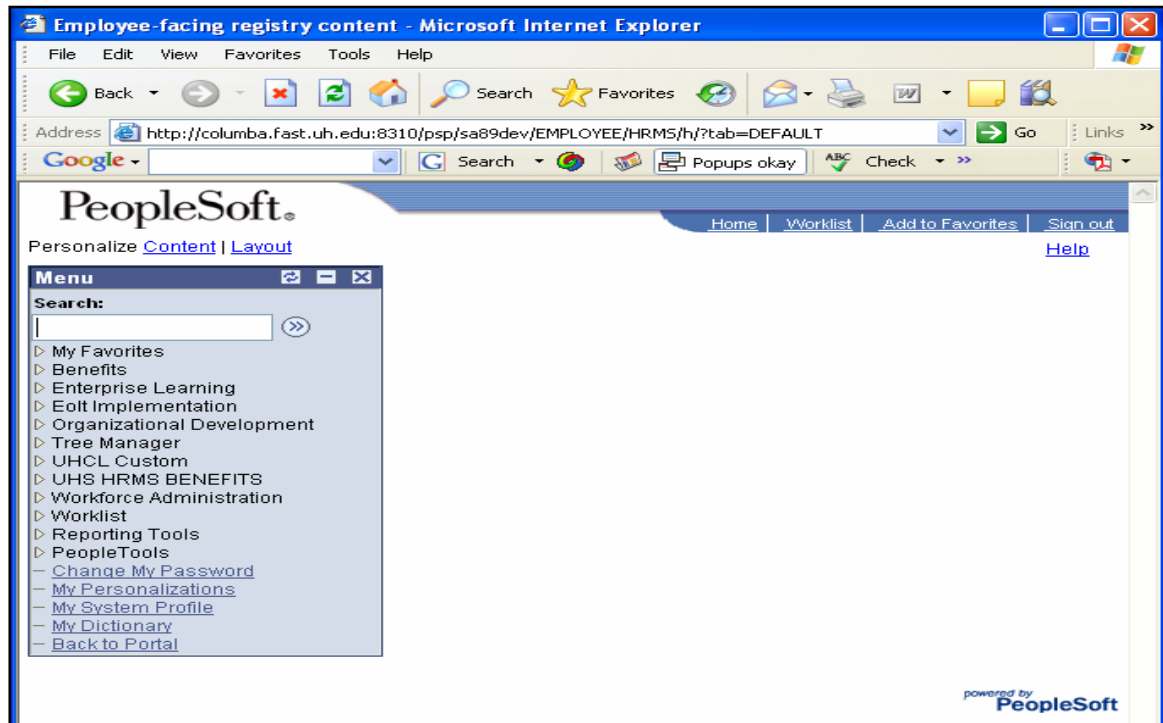 Employee-facing registry content - Microsoft Internet Explorer
File Edit View Favorites Tools Help
Back Search Favorites W
Address http://columba.fast.uh.edu:8310/psp/sa89dev/EMPLOYEE/HRMS/h/?tab=DEFAULT Go Links »
Google G Search Popups okay ABC Check »
PeopleSoft®
Home | Worklist | Add to Favorites | Sign out
Personalize Content | Layout
Help
Menu
Search:
My Favorites
Benefits
Enterprise Learning
Eolt Implementation
Organizational Development
Tree Manager
UHCL Custom
UHS HRMS BENEFITS
Workforce Administration
Worklist
Reporting Tools
PeopleTools
Change My Password
My Personalizations
My System Profile
My Dictionary
Back to Portal
powered by
PeopleSoft